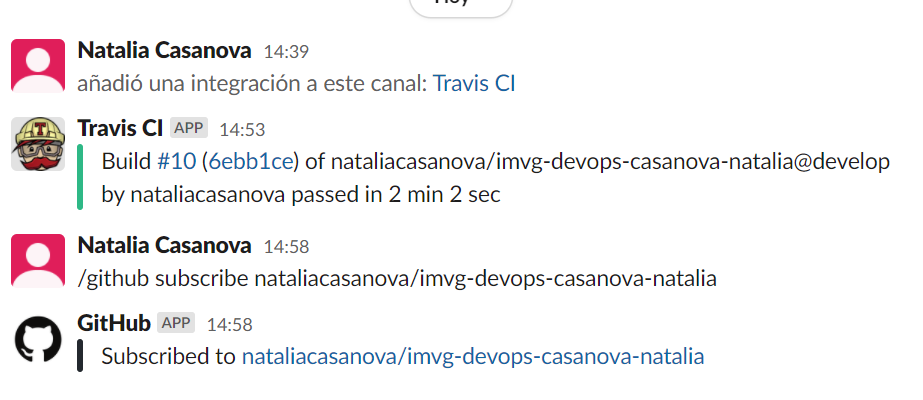 Hoy
Natalia Casanova 14:39
añadió una integración a este canal: Travis CI
Travis CI APP 14:53
Build #10 (6ebb1ce) of nataliacasanova/imvg-devops-casanova-natalia@develop
by nataliacasanova passed in 2 min 2 sec
Natalia Casanova 14:58
/github subscribe nataliacasanova/imvg-devops-casanova-natalia
GitHub APP 14:58
Subscribed to nataliacasanova/imvg-devops-casanova-natalia